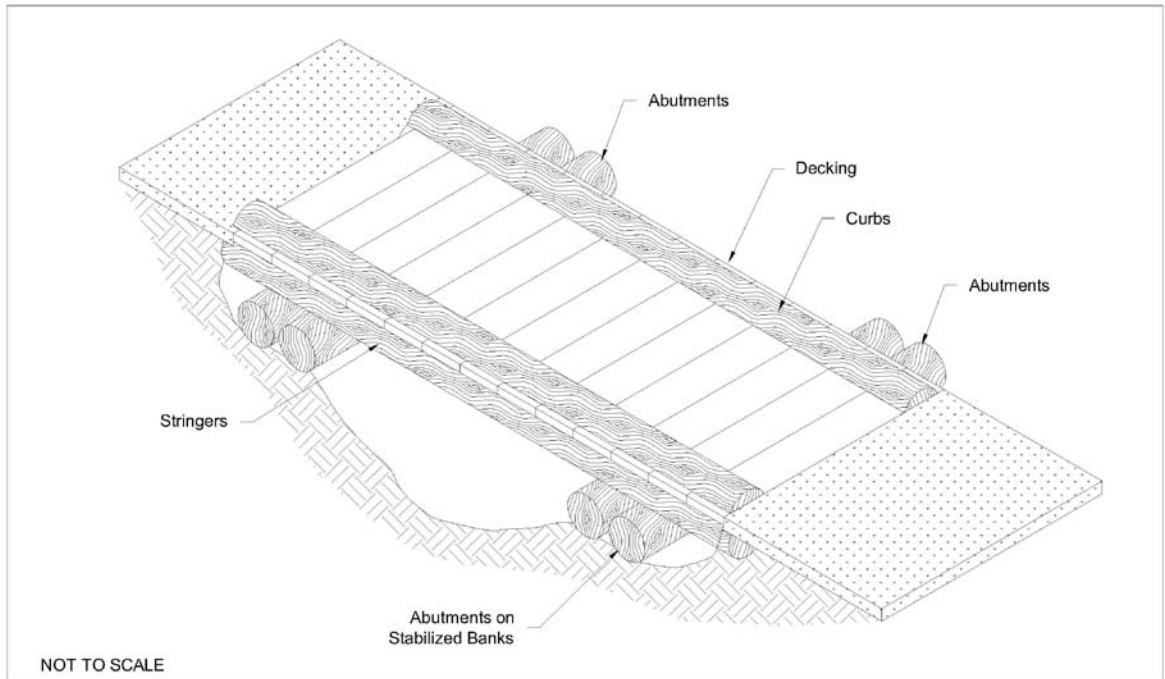 Abutments
Decking
Curbs
Abutments
Stringers
Abutments on
Stabilized Banks
NOT TO SCALE